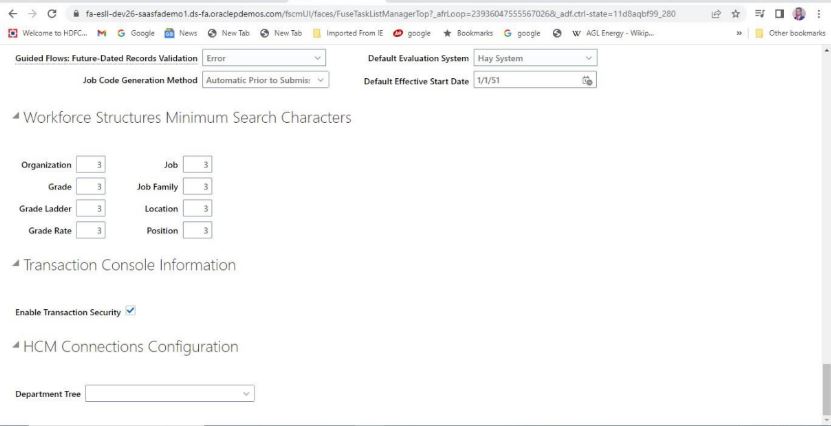 fa-esll-dev26-saasfademo1.ds-fa.oraclepdemos.com/fscmUI/faces/FuseTaskListManagerTop?_afrLoop=2393604755567026&_adf.ctrl-state=11d8aqbf99_280
Welcome to HDFC... Google News New Tab New Tab Imported From IE google Bookmarks google AGL Energy - Wikip... » Other bookmarks
Guided Flows: Future-Dated Records Validation Error Default Evaluation System Hay System
Job Code Generation Method Automatic Prior to Submis: Default Effective Start Date 1/1/51
Workforce Structures Minimum Search Characters
Organization 3 Job 3
Grade 3 Job Family 3
Grade Ladder 3 Location 3
Grade Rate 3 Position 3
Transaction Console Information
Enable Transaction Security
HCM Connections Configuration
Department Tree